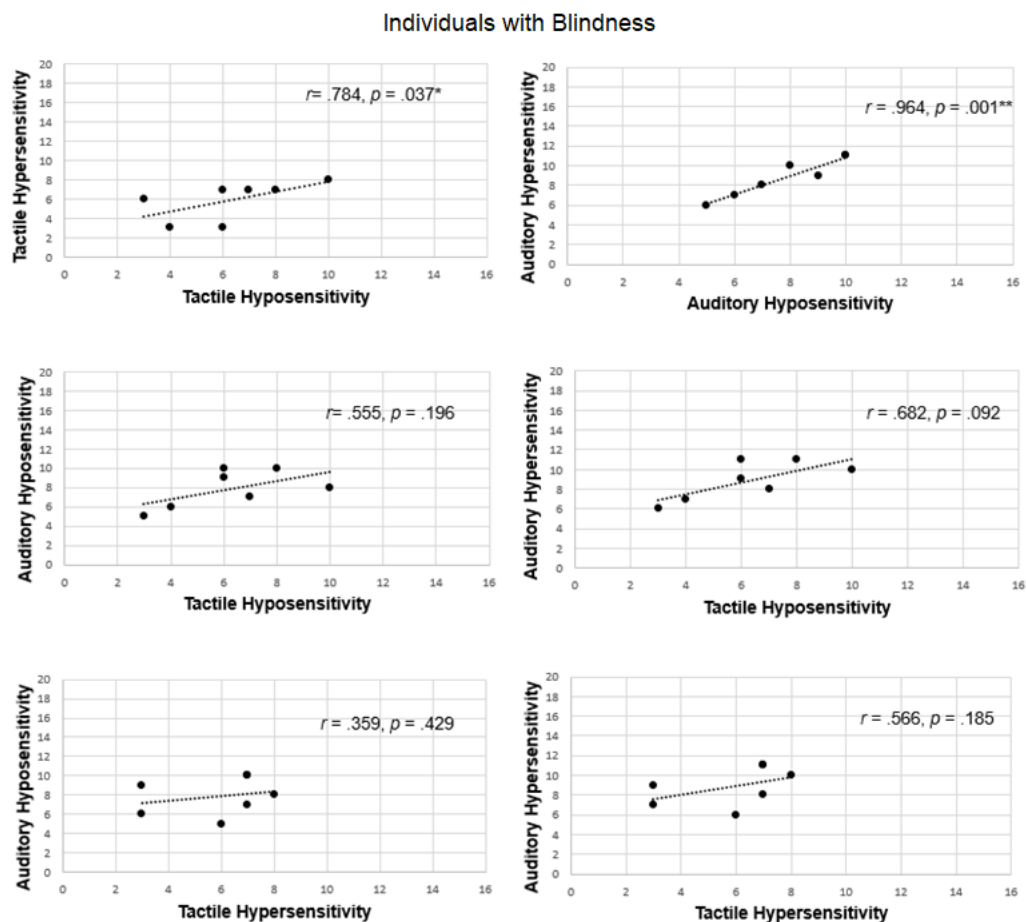 Individuals with Blindness
r= .784, p = .037*
Tactile Hypersensitivity
20
18
16
14
12
10
8
6
4
2
0
0 2 4 6 8 10 12 14 16
Tactile Hyposensitivity
r = .964, p = .001**
Auditory Hypersensitivity
20
18
16
14
12
10
8
6
4
2
0
0 2 4 6 8 10 12 14 16
Auditory Hyposensitivity
r= .555, p = .196
Auditory Hyposensitivity
20
18
16
14
12
10
8
6
4
2
0
0 2 4 6 8 10 12 14 16
Tactile Hyposensitivity
r = .682, p = .092
Auditory Hypersensitivity
20
18
16
14
12
10
8
6
4
2
0
0 2 4 6 8 10 12 14 16
Tactile Hyposensitivity
r = .359, p = .429
Auditory Hyposensitivity
20
18
16
14
12
10
8
6
4
2
0
0 2 4 6 8 10 12 14 16
Tactile Hypersensitivity
r = .566, p = .185
Auditory Hypersensitivity
20
18
16
14
12
10
8
6
4
2
0
0 2 4 6 8 10 12 14 16
Tactile Hypersensitivity